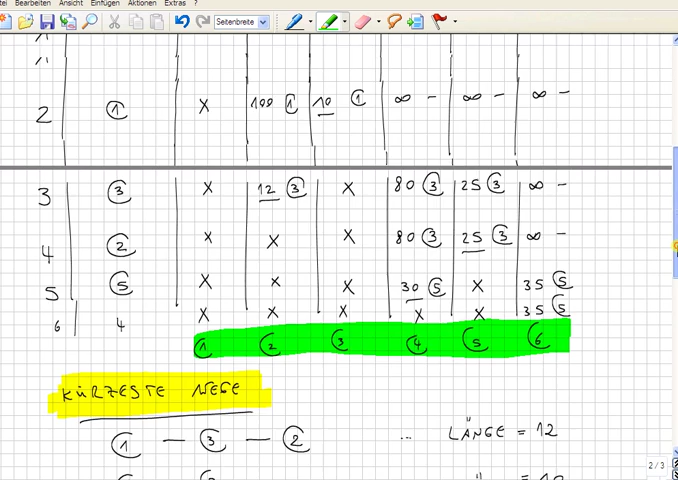 Bearbeiten Ansicht Einfügen Aktionen Extras ?
Seitenbreite
2 ① X 100 ① 10 ① ∞ - ∞ - ∞ -
3 ③ X 12 ③ X 80 ③ 25 ③ ∞ -
4 ② X X X 80 ③ 25 ③ ∞ -
5 ⑤ X X X 30 ⑤ X 35 ⑤
6 4 X X X X X 35 ⑤
① ② ③ ④ ⑤ ⑥
KÜRZESTE WEGE
① — ③ — ② ... LÄNGE = 12
2/3